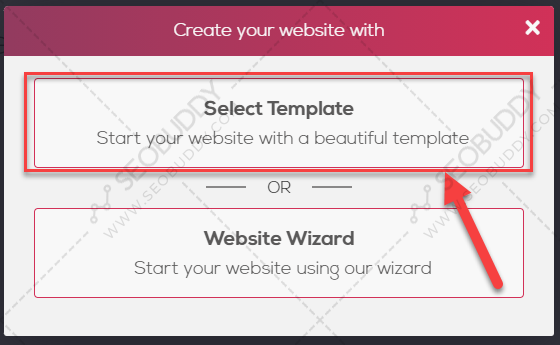 Create your website with
Select Template
Start your website with a beautiful template
OR
Website Wizard
Start your website using our wizard
SEOBUDDY
WWW.SEOBUDDY.COM
SEOBUDDY
WWW.SEOBUDDY.COM